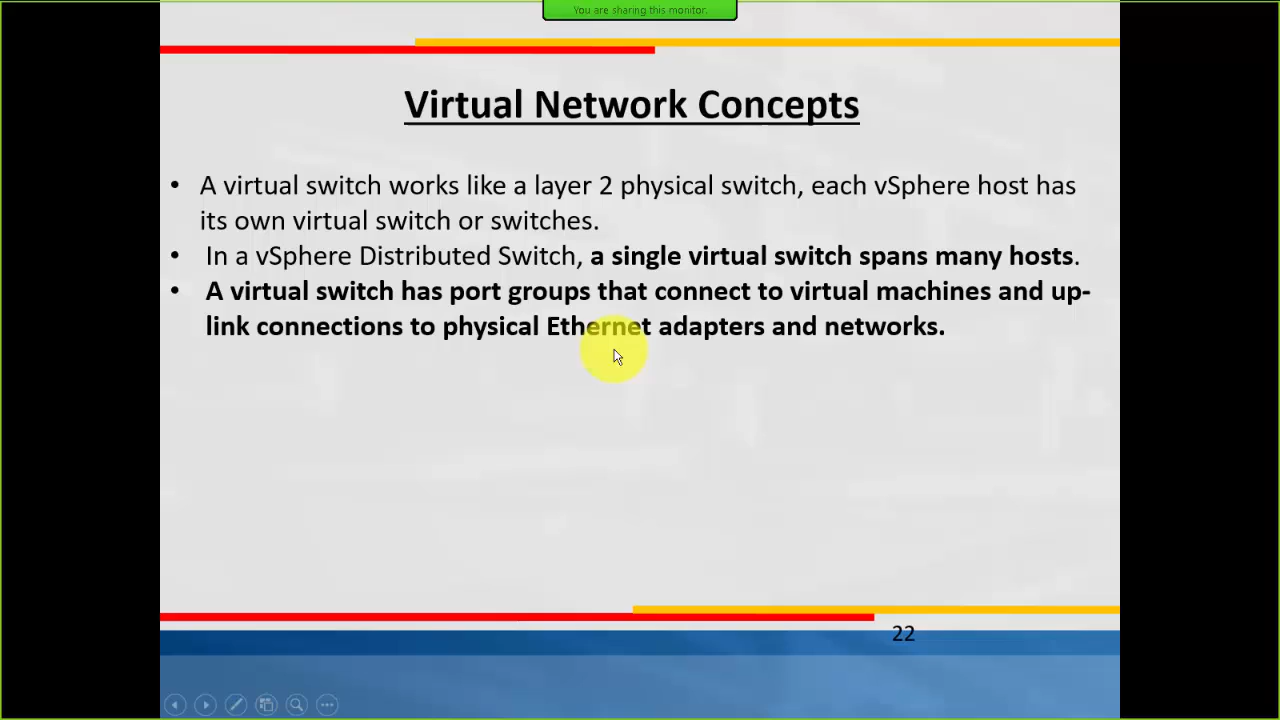 You are sharing this monitor.
Virtual Network Concepts
• A virtual switch works like a layer 2 physical switch, each vSphere host has
its own virtual switch or switches.
• In a vSphere Distributed Switch, a single virtual switch spans many hosts.
• A virtual switch has port groups that connect to virtual machines and up-
link connections to physical Ethernet adapters and networks.
22